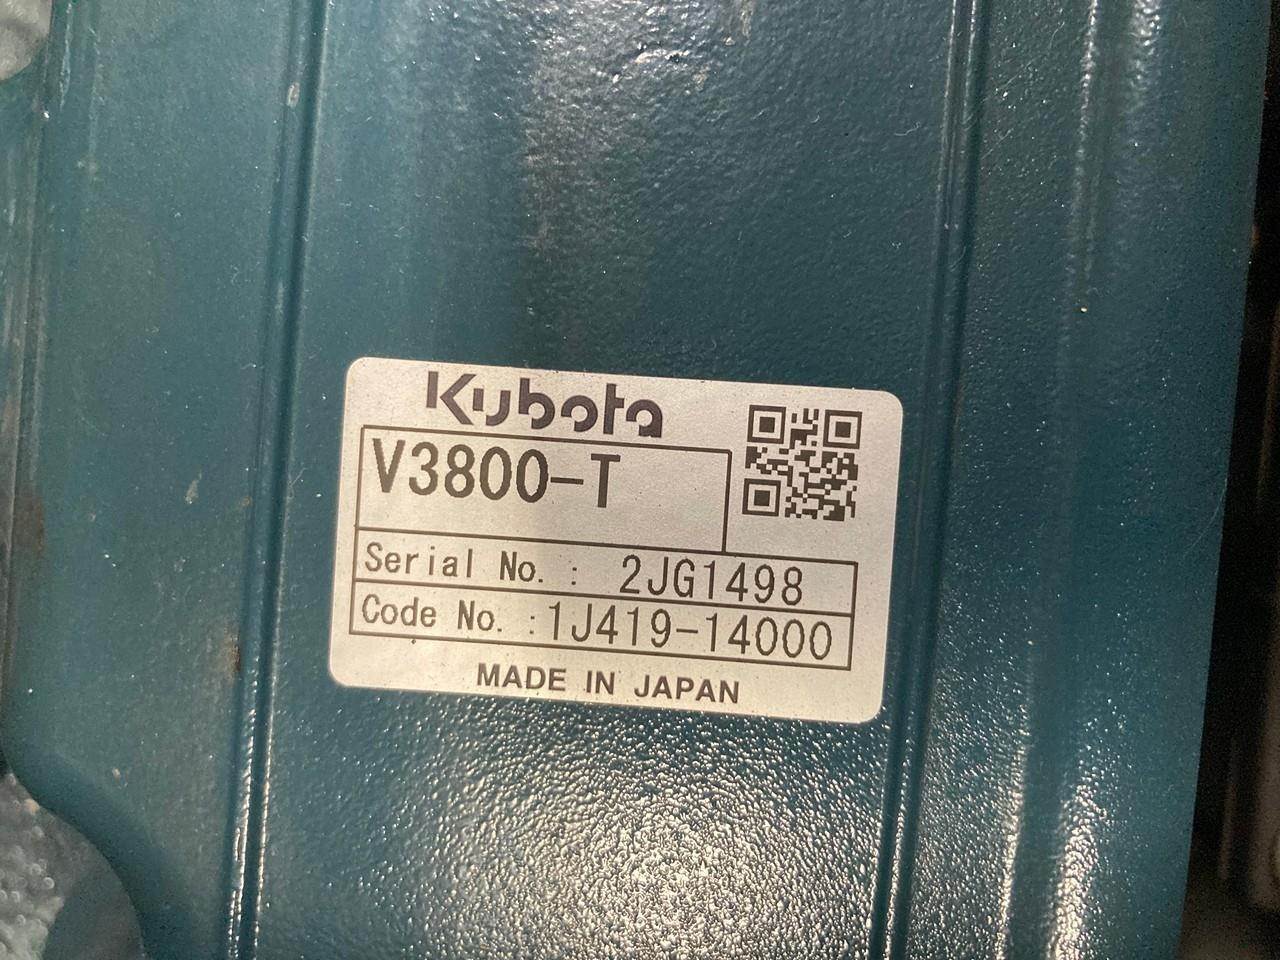 Kubota
V3800-T
Serial No. : 2JG1498
Code No. :1J419-14000
MADE IN JAPAN